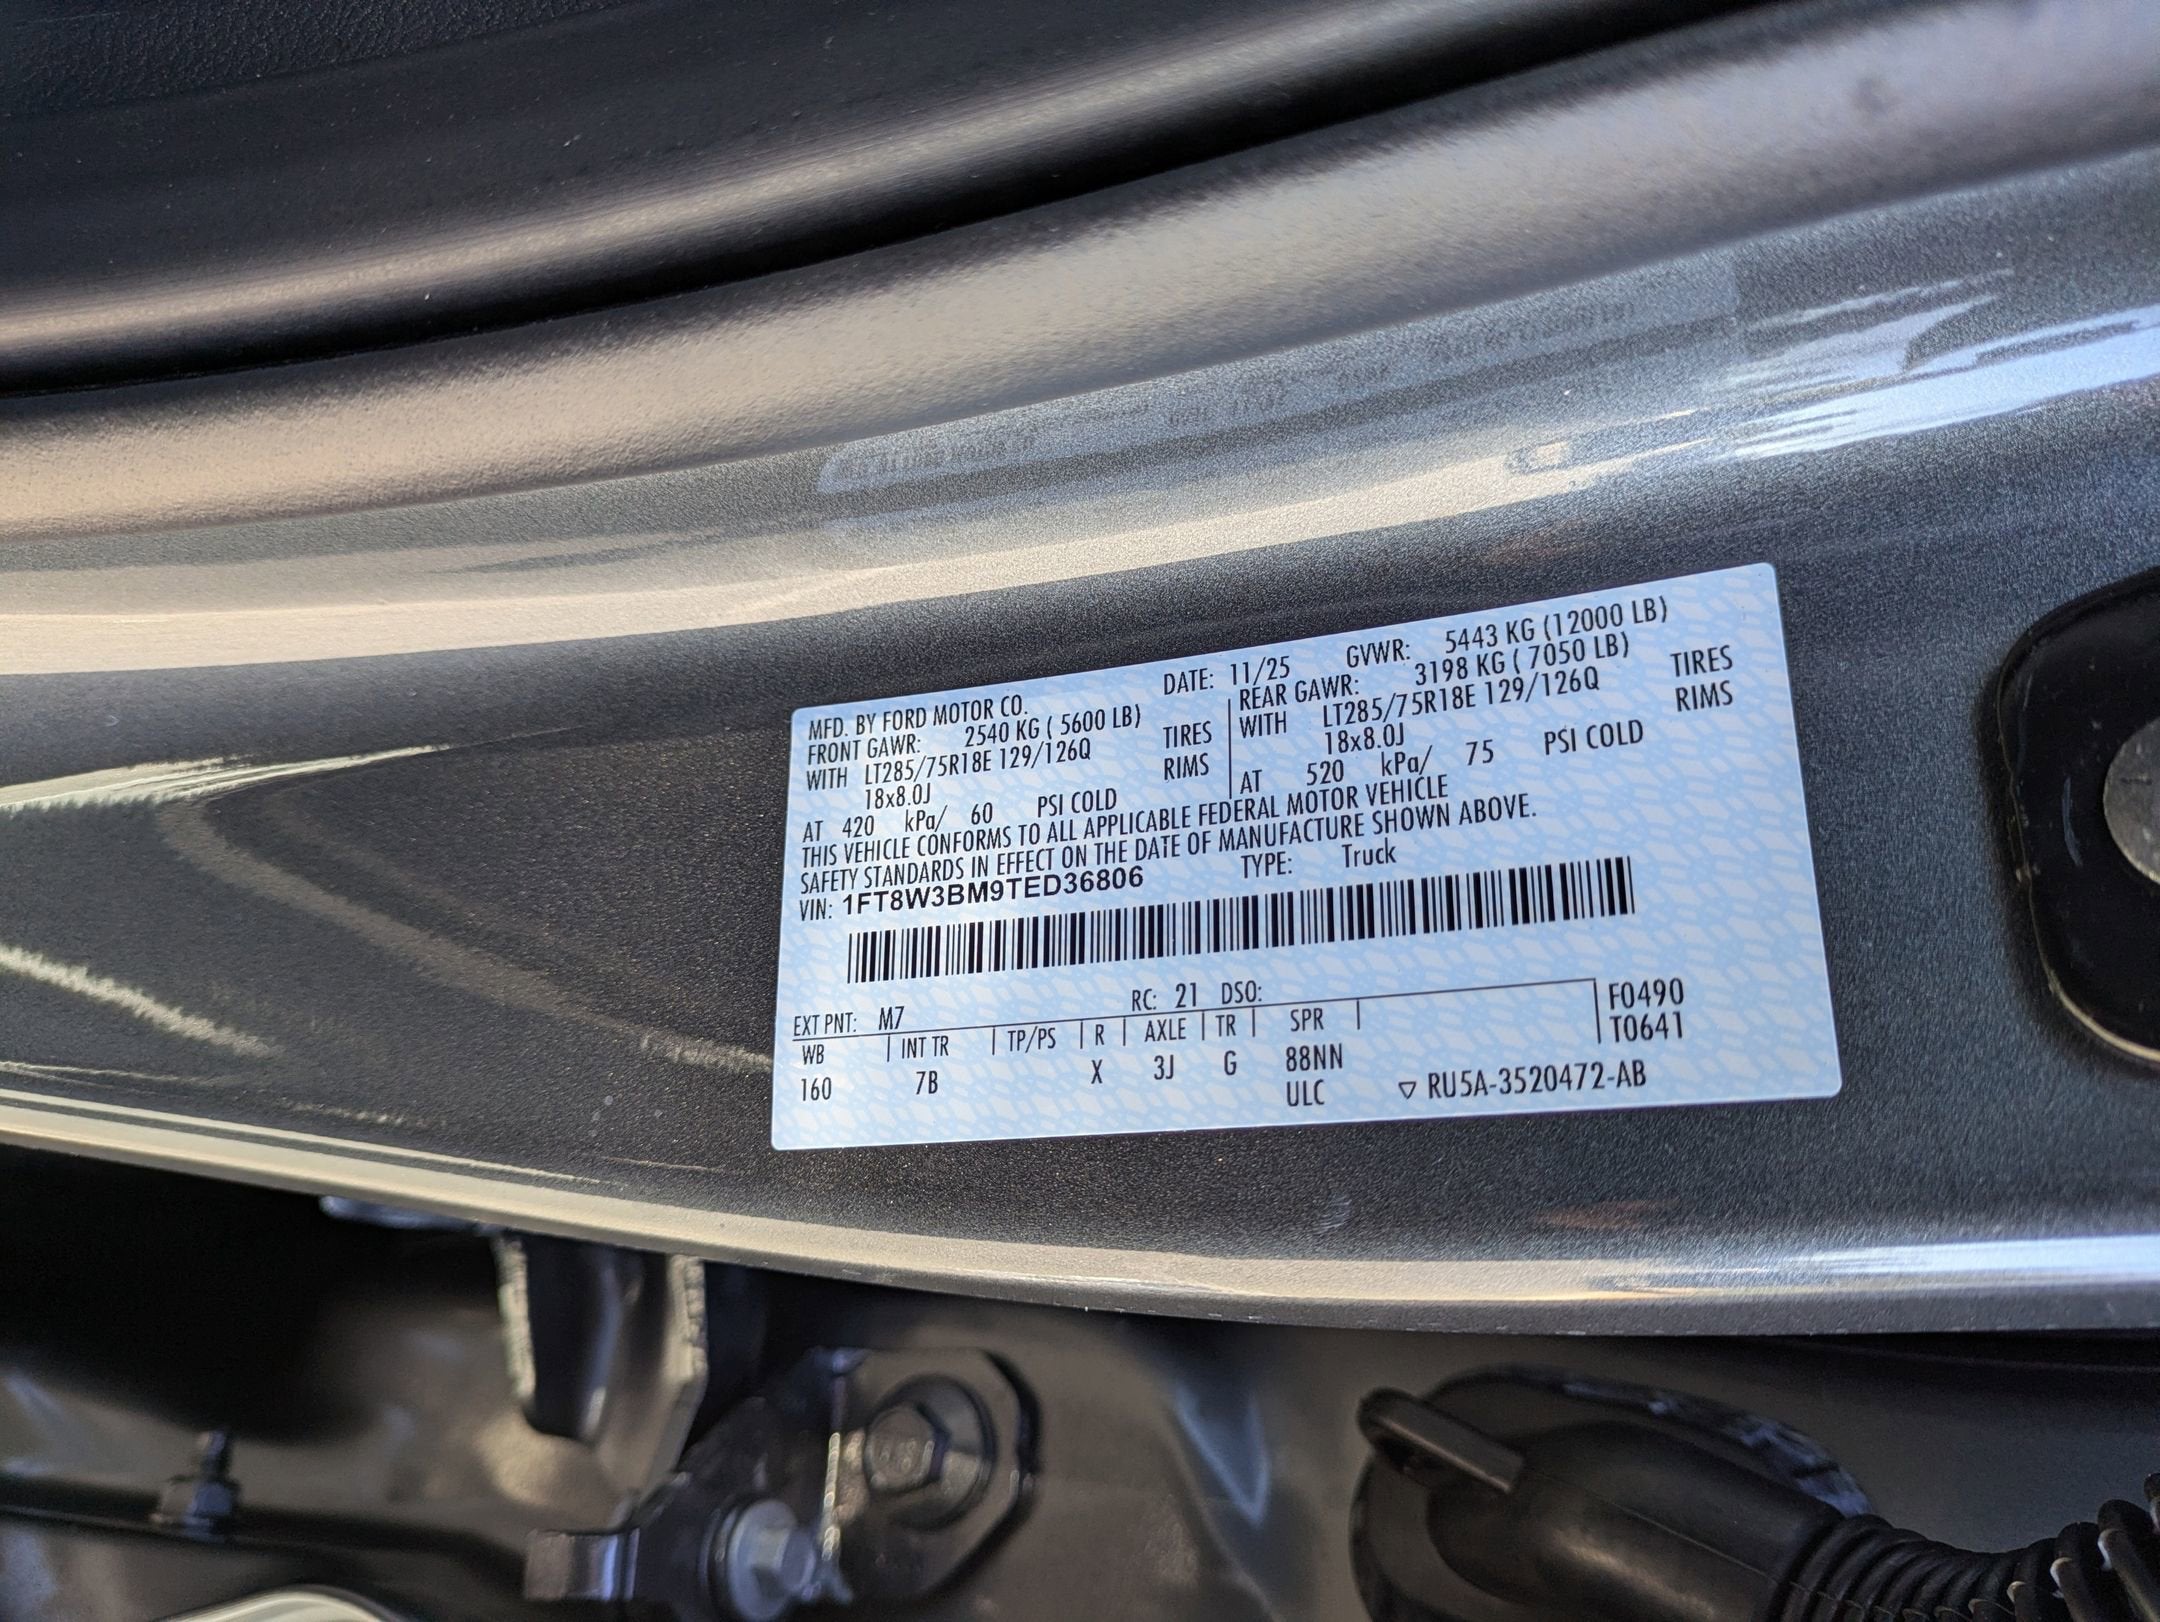 MFD. BY FORD MOTOR CO. DATE: 11/25 GVWR: 5443 KG (12000 LB)
FRONT GAWR: 2540 KG ( 5600 LB) REAR GAWR: 3198 KG ( 7050 LB)
WITH LT285/75R18E 129/126Q TIRES WITH LT285/75R18E 129/126Q TIRES
18x8.0J RIMS 18x8.0J RIMS
AT 420 kPa/ 60 PSI COLD AT 520 kPa/ 75 PSI COLD
THIS VEHICLE CONFORMS TO ALL APPLICABLE FEDERAL MOTOR VEHICLE
SAFETY STANDARDS IN EFFECT ON THE DATE OF MANUFACTURE SHOWN ABOVE.
VIN: 1FT8W3BM9TED36806 TYPE: Truck
EXT PNT: M7 RC: 21 DSO: F0490
WB INT TR TP/PS R AXLE TR SPR T0641
160 7B X 3J G 88NN
ULC ▽ RU5A-3520472-AB